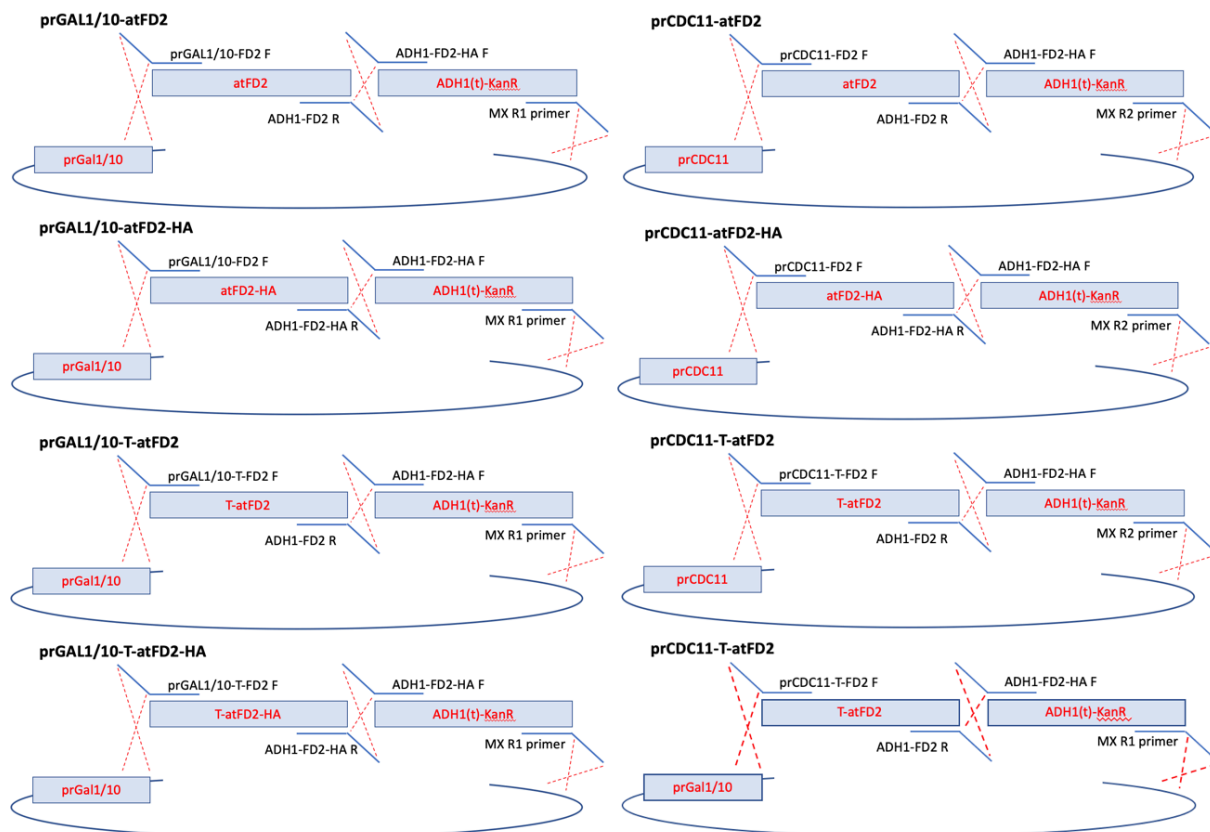 prGAL1/10-atFD2
prGAL1/10-FD2 F
ADH1-FD2-HA F
atFD2
ADH1(t)-KanR
ADH1-FD2 R
MX R1 primer
prGal1/10
prCDC11-atFD2
prCDC11-FD2 F
ADH1-FD2-HA F
atFD2
ADH1(t)-KanR
ADH1-FD2 R
MX R2 primer
prCDC11
prGAL1/10-atFD2-HA
prGAL1/10-FD2 F
ADH1-FD2-HA F
atFD2-HA
ADH1(t)-KanR
ADH1-FD2-HA R
MX R1 primer
prGal1/10
prCDC11-atFD2-HA
prCDC11-FD2 F
ADH1-FD2-HA F
atFD2-HA
ADH1(t)-KanR
ADH1-FD2-HA R
MX R2 primer
prCDC11
prGAL1/10-T-atFD2
prGAL1/10-T-FD2 F
ADH1-FD2-HA F
T-atFD2
ADH1(t)-KanR
ADH1-FD2 R
MX R1 primer
prGal1/10
prCDC11-T-atFD2
prCDC11-T-FD2 F
ADH1-FD2-HA F
T-atFD2
ADH1(t)-KanR
ADH1-FD2 R
MX R2 primer
prCDC11
prGAL1/10-T-atFD2-HA
prGAL1/10-T-FD2 F
ADH1-FD2-HA F
T-atFD2-HA
ADH1(t)-KanR
ADH1-FD2-HA R
MX R1 primer
prGal1/10
prCDC11-T-atFD2
prCDC11-T-FD2 F
ADH1-FD2-HA F
T-atFD2
ADH1(t)-KanR
ADH1-FD2 R
MX R1 primer
prGal1/10